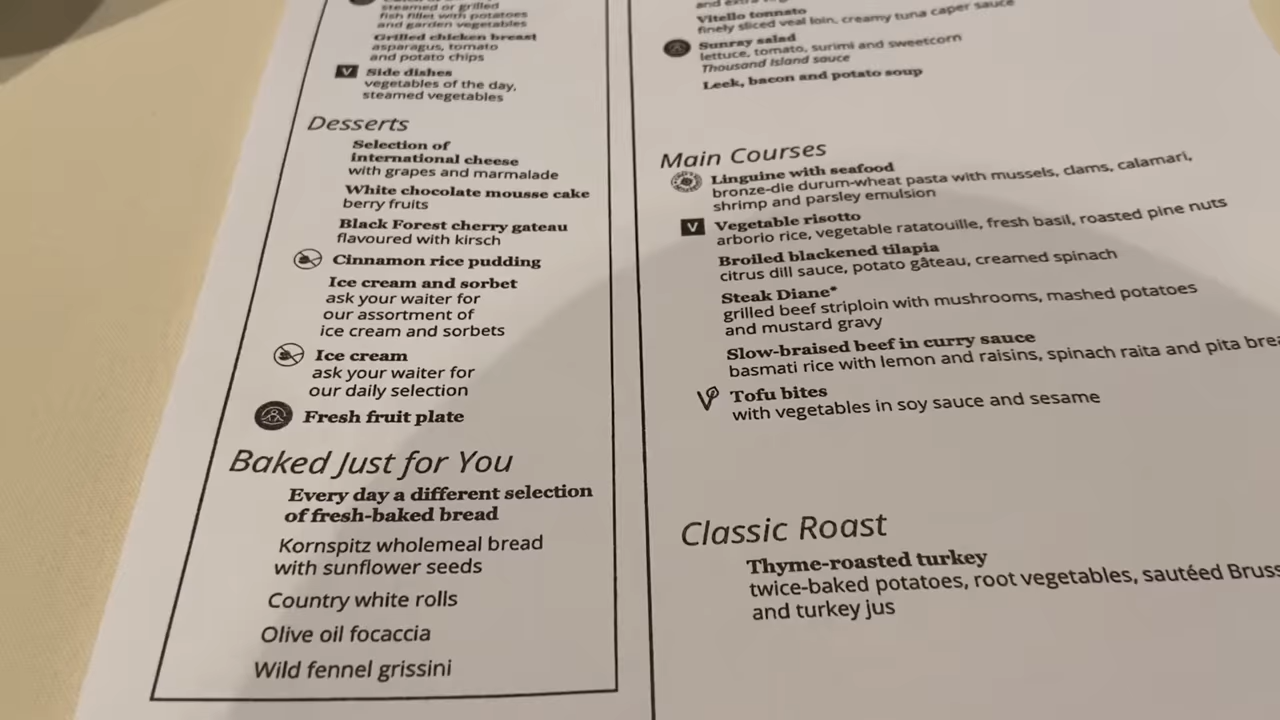 steamed or grilled
fish fillet with potatoes
and garden vegetables
Grilled chicken breast
asparagus, tomato
and potato chips
V Side dishes
vegetables of the day,
steamed vegetables
Desserts
Selection of
international cheese
with grapes and marmalade
White chocolate mousse cake
berry fruits
Black Forest cherry gateau
flavoured with kirsch
Cinnamon rice pudding
Ice cream and sorbet
ask your waiter for
our assortment of
ice cream and sorbets
Ice cream
ask your waiter for
our daily selection
Fresh fruit plate
Baked Just for You
Every day a different selection
of fresh-baked bread
Kornspitz wholemeal bread
with sunflower seeds
Country white rolls
Olive oil focaccia
Wild fennel grissini
Vitello tonnato
finely sliced veal loin, creamy tuna caper sauce
Sunray salad
lettuce, tomato, surimi and sweetcorn
Thousand Island sauce
Leek, bacon and potato soup
Main Courses
Linguine with seafood
bronze-die durum-wheat pasta with mussels, clams, calamari,
shrimp and parsley emulsion
V Vegetable risotto
arborio rice, vegetable ratatouille, fresh basil, roasted pine nuts
Broiled blackened tilapia
citrus dill sauce, potato gâteau, creamed spinach
Steak Diane*
grilled beef striploin with mushrooms, mashed potatoes
and mustard gravy
Slow-braised beef in curry sauce
basmati rice with lemon and raisins, spinach raita and pita brea
Tofu bites
with vegetables in soy sauce and sesame
Classic Roast
Thyme-roasted turkey
twice-baked potatoes, root vegetables, sautéed Bruss
and turkey jus